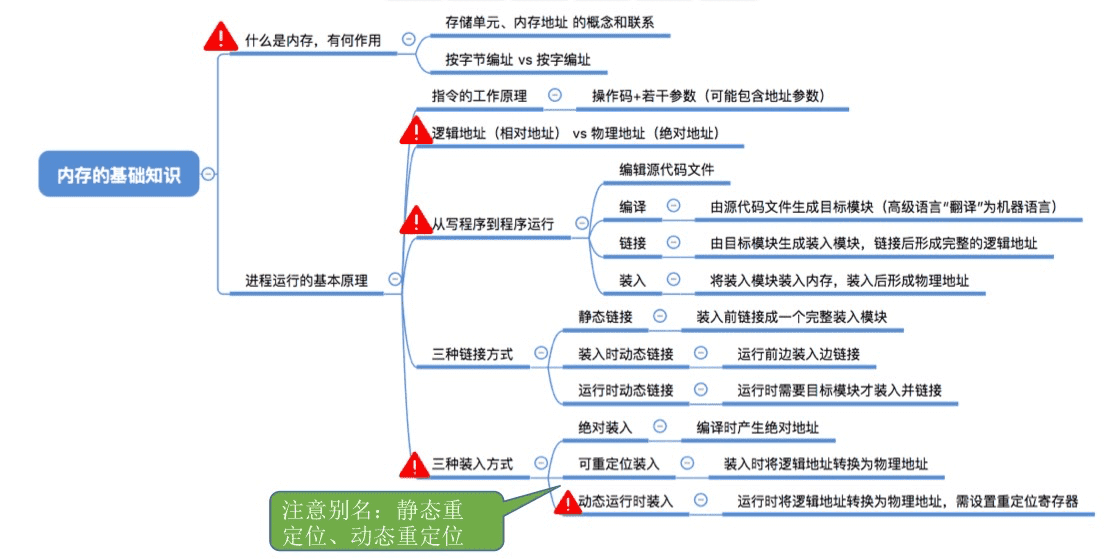 内存的基础知识
什么是内存，有何作用
存储单元、内存地址 的概念和联系
按字节编址 vs 按字编址
进程运行的基本原理
指令的工作原理
操作码+若干参数（可能包含地址参数）
逻辑地址（相对地址） vs 物理地址（绝对地址）
从写程序到程序运行
编辑源代码文件
编译
由源代码文件生成目标模块（高级语言“翻译”为机器语言）
链接
由目标模块生成装入模块，链接后形成完整的逻辑地址
装入
将装入模块装入内存，装入后形成物理地址
三种链接方式
静态链接
装入前链接成一个完整装入模块
装入时动态链接
运行前边装入边链接
运行时动态链接
运行时需要目标模块才装入并链接
三种装入方式
绝对装入
编译时产生绝对地址
可重定位装入
装入时将逻辑地址转换为物理地址
动态运行时装入
运行时将逻辑地址转换为物理地址，需设置重定位寄存器
注意别名：静态重
定位、动态重定位